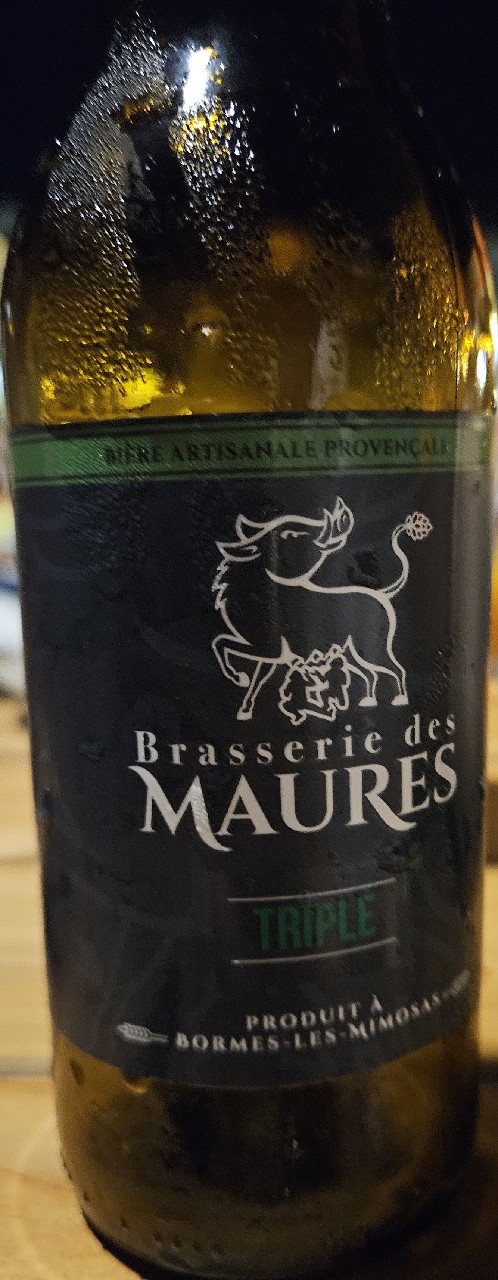 BIÈRE ARTISANALE PROVENÇALE
Brasserie des
MAURES
TRIPLE
PRODUIT À
BORMES-LES-MIMOSAS